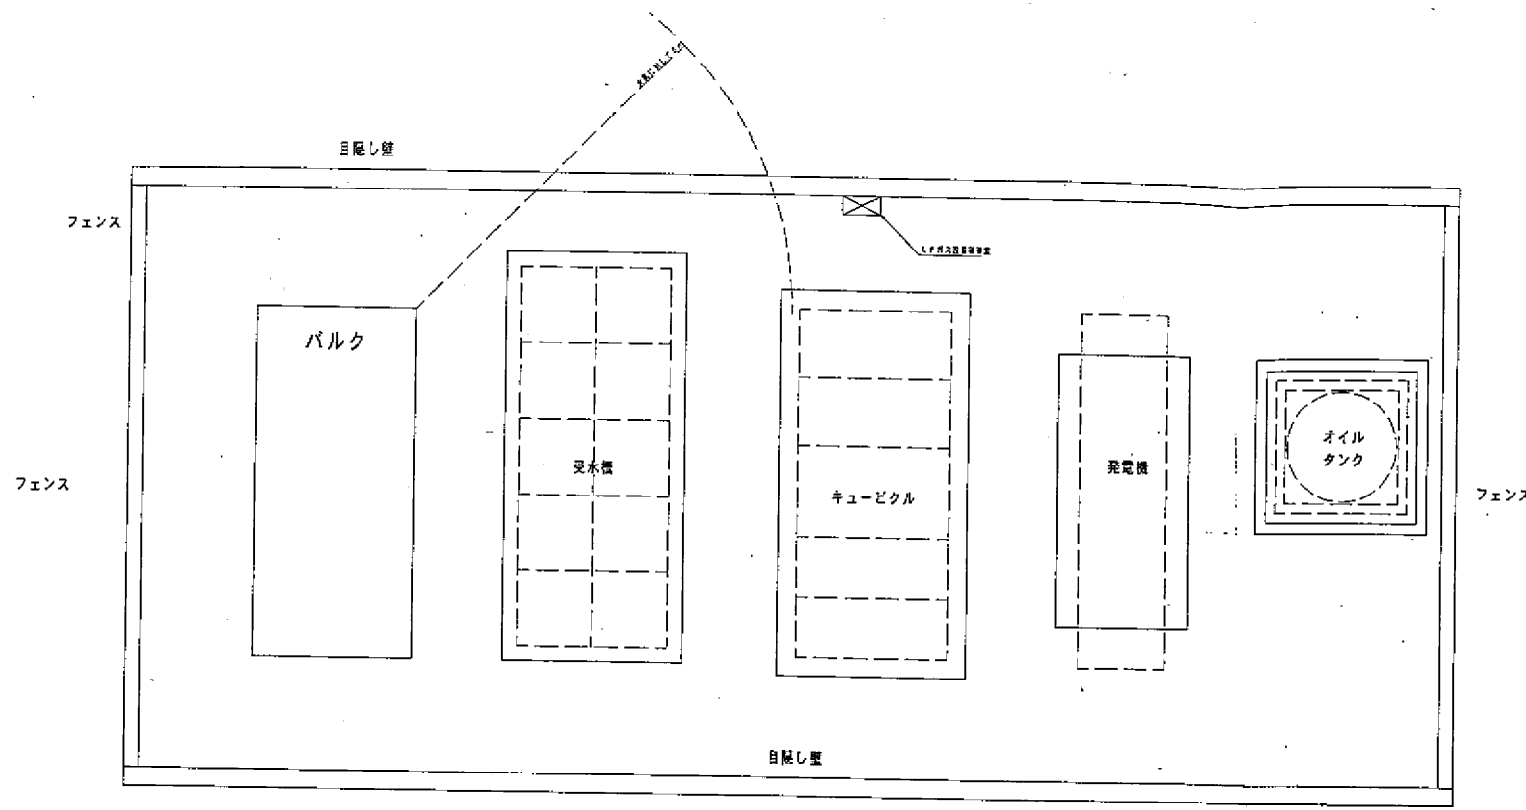 目隠し壁
フェンス
バルク
受水槽
キュービクル
発電機
オイル
タンク
フェンス
フェンス
目隠し壁